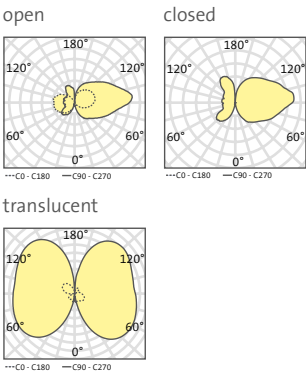 open closed
180° 180°
120° 120° 120° 120°
60° 60° 60° 60°
0° 0°
---C0 - C180 —C90 - C270 ---C0 - C180 —C90 - C270
translucent
180°
120° 120°
60° 60°
0°
---C0 - C180 —C90 - C270